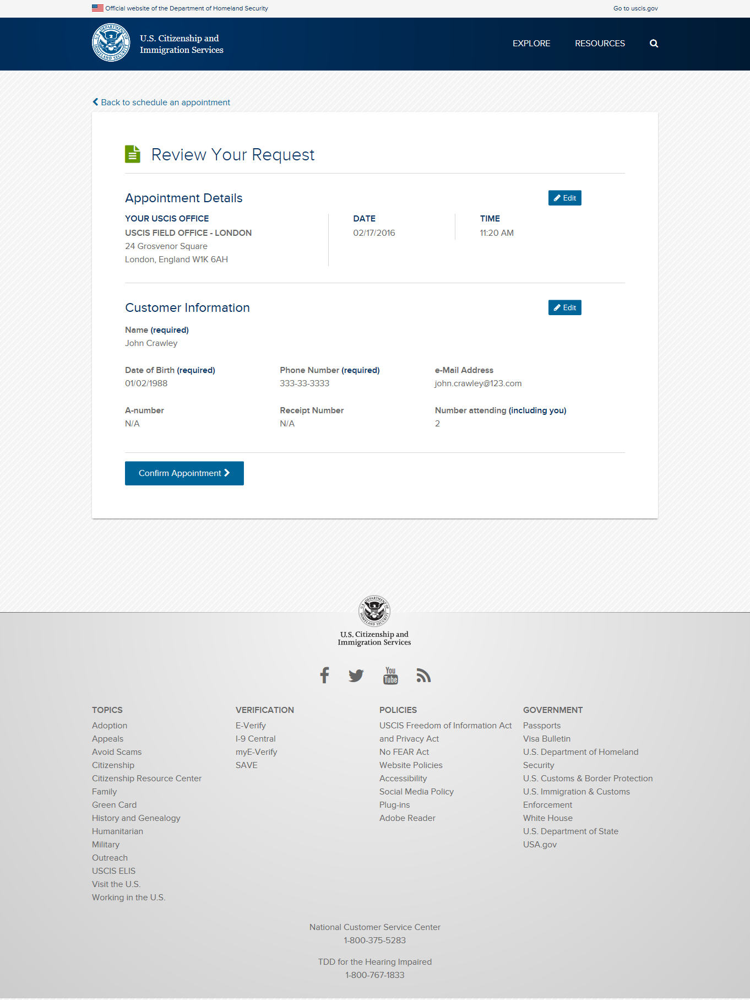 Official website of the Department of Homeland Security
Go to uscis.gov
U.S. Citizenship and
Immigration Services
EXPLORE
RESOURCES
Back to schedule an appointment
Review Your Request
Appointment Details
Edit
YOUR USCIS OFFICE
USCIS FIELD OFFICE - LONDON
24 Grosvenor Square
London, England W1K 6AH
DATE
02/17/2016
TIME
11:20 AM
Customer Information
Edit
Name (required)
John Crawley
Date of Birth (required)
01/02/1988
Phone Number (required)
333-33-3333
e-Mail Address
john.crawley@123.com
A-number
N/A
Receipt Number
N/A
Number attending (including you)
2
Confirm Appointment
U.S. DEPARTMENT OF HOMELAND SECURITY
U.S. Citizenship and
Immigration Services
You
Tube
TOPICS
Adoption
Appeals
Avoid Scams
Citizenship
Citizenship Resource Center
Family
Green Card
History and Genealogy
Humanitarian
Military
Outreach
USCIS ELIS
Visit the U.S.
Working in the U.S.
VERIFICATION
E-Verify
I-9 Central
myE-Verify
SAVE
POLICIES
USCIS Freedom of Information Act
and Privacy Act
No FEAR Act
Website Policies
Accessibility
Social Media Policy
Plug-ins
Adobe Reader
GOVERNMENT
Passports
Visa Bulletin
U.S. Department of Homeland
Security
U.S. Customs & Border Protection
U.S. Immigration & Customs
Enforcement
White House
U.S. Department of State
USA.gov
National Customer Service Center
1-800-375-5283
TDD for the Hearing Impaired
1-800-767-1833